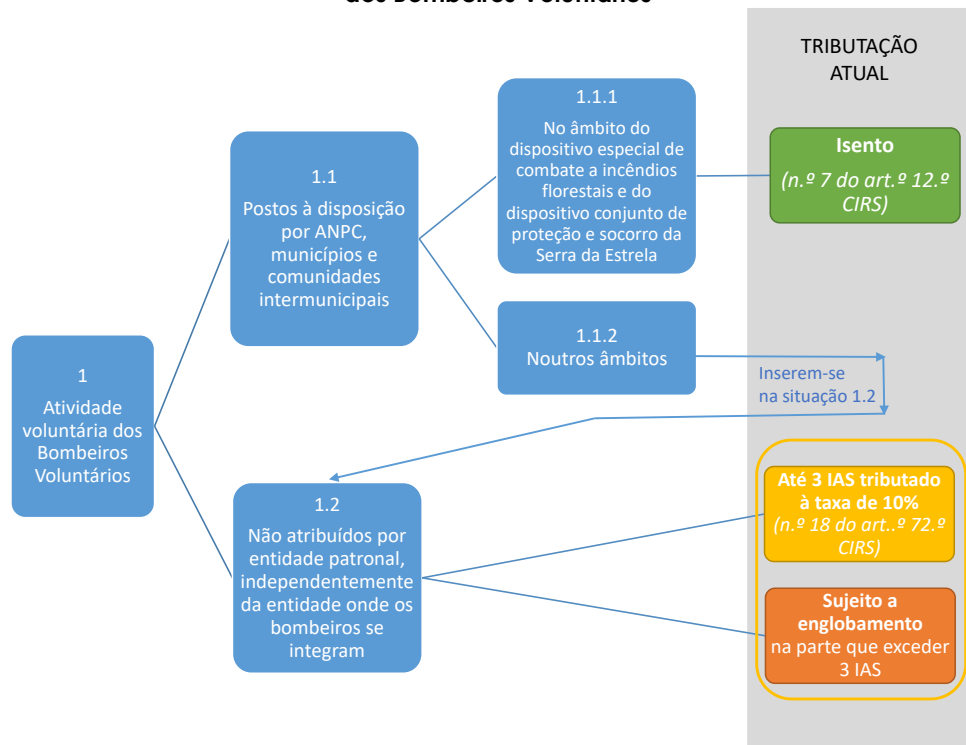 dos Bombeiros Voluntários
TRIBUTAÇÃO
ATUAL
1.1.1
No âmbito do
dispositivo especial de
combate a incêndios
florestais e do
dispositivo conjunto de
proteção e socorro da
Serra da Estrela
Isento
(n.º 7 do art.º 12.º
CIRS)
1.1
Postos à disposição
por ANPC,
municípios e
comunidades
intermunicipais
1.1.2
Noutros âmbitos
Inserem-se
na situação 1.2
1
Atividade
voluntária dos
Bombeiros
Voluntários
1.2
Não atribuídos por
entidade patronal,
independentemente
da entidade onde os
bombeiros se
integram
Até 3 IAS tributado
à taxa de 10%
(n.º 18 do art..º 72.º
CIRS)
Sujeito a
englobamento
na parte que exceder
3 IAS